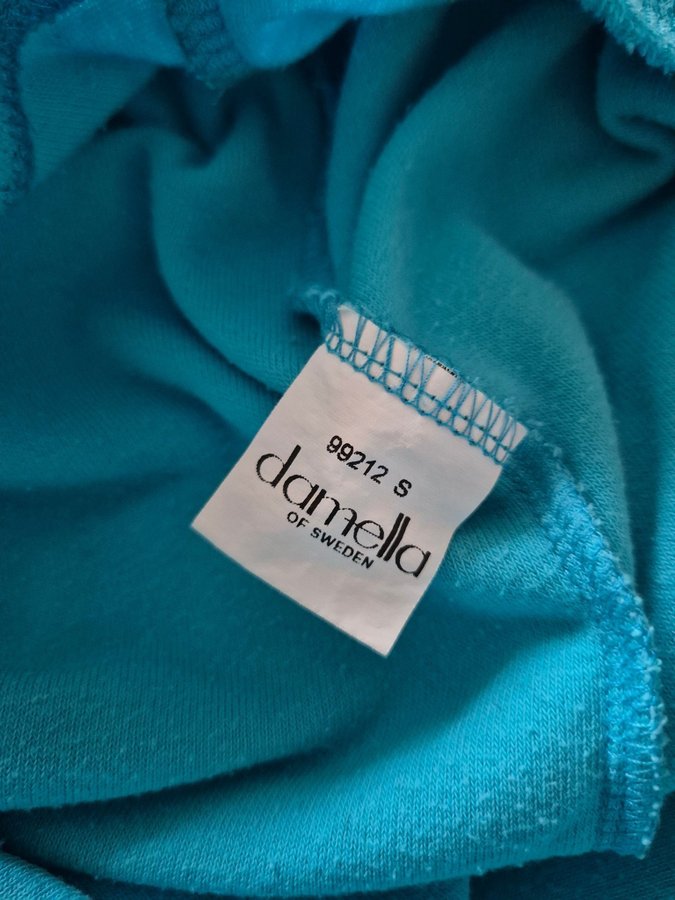 99212 S
damella
OF SWEDEN